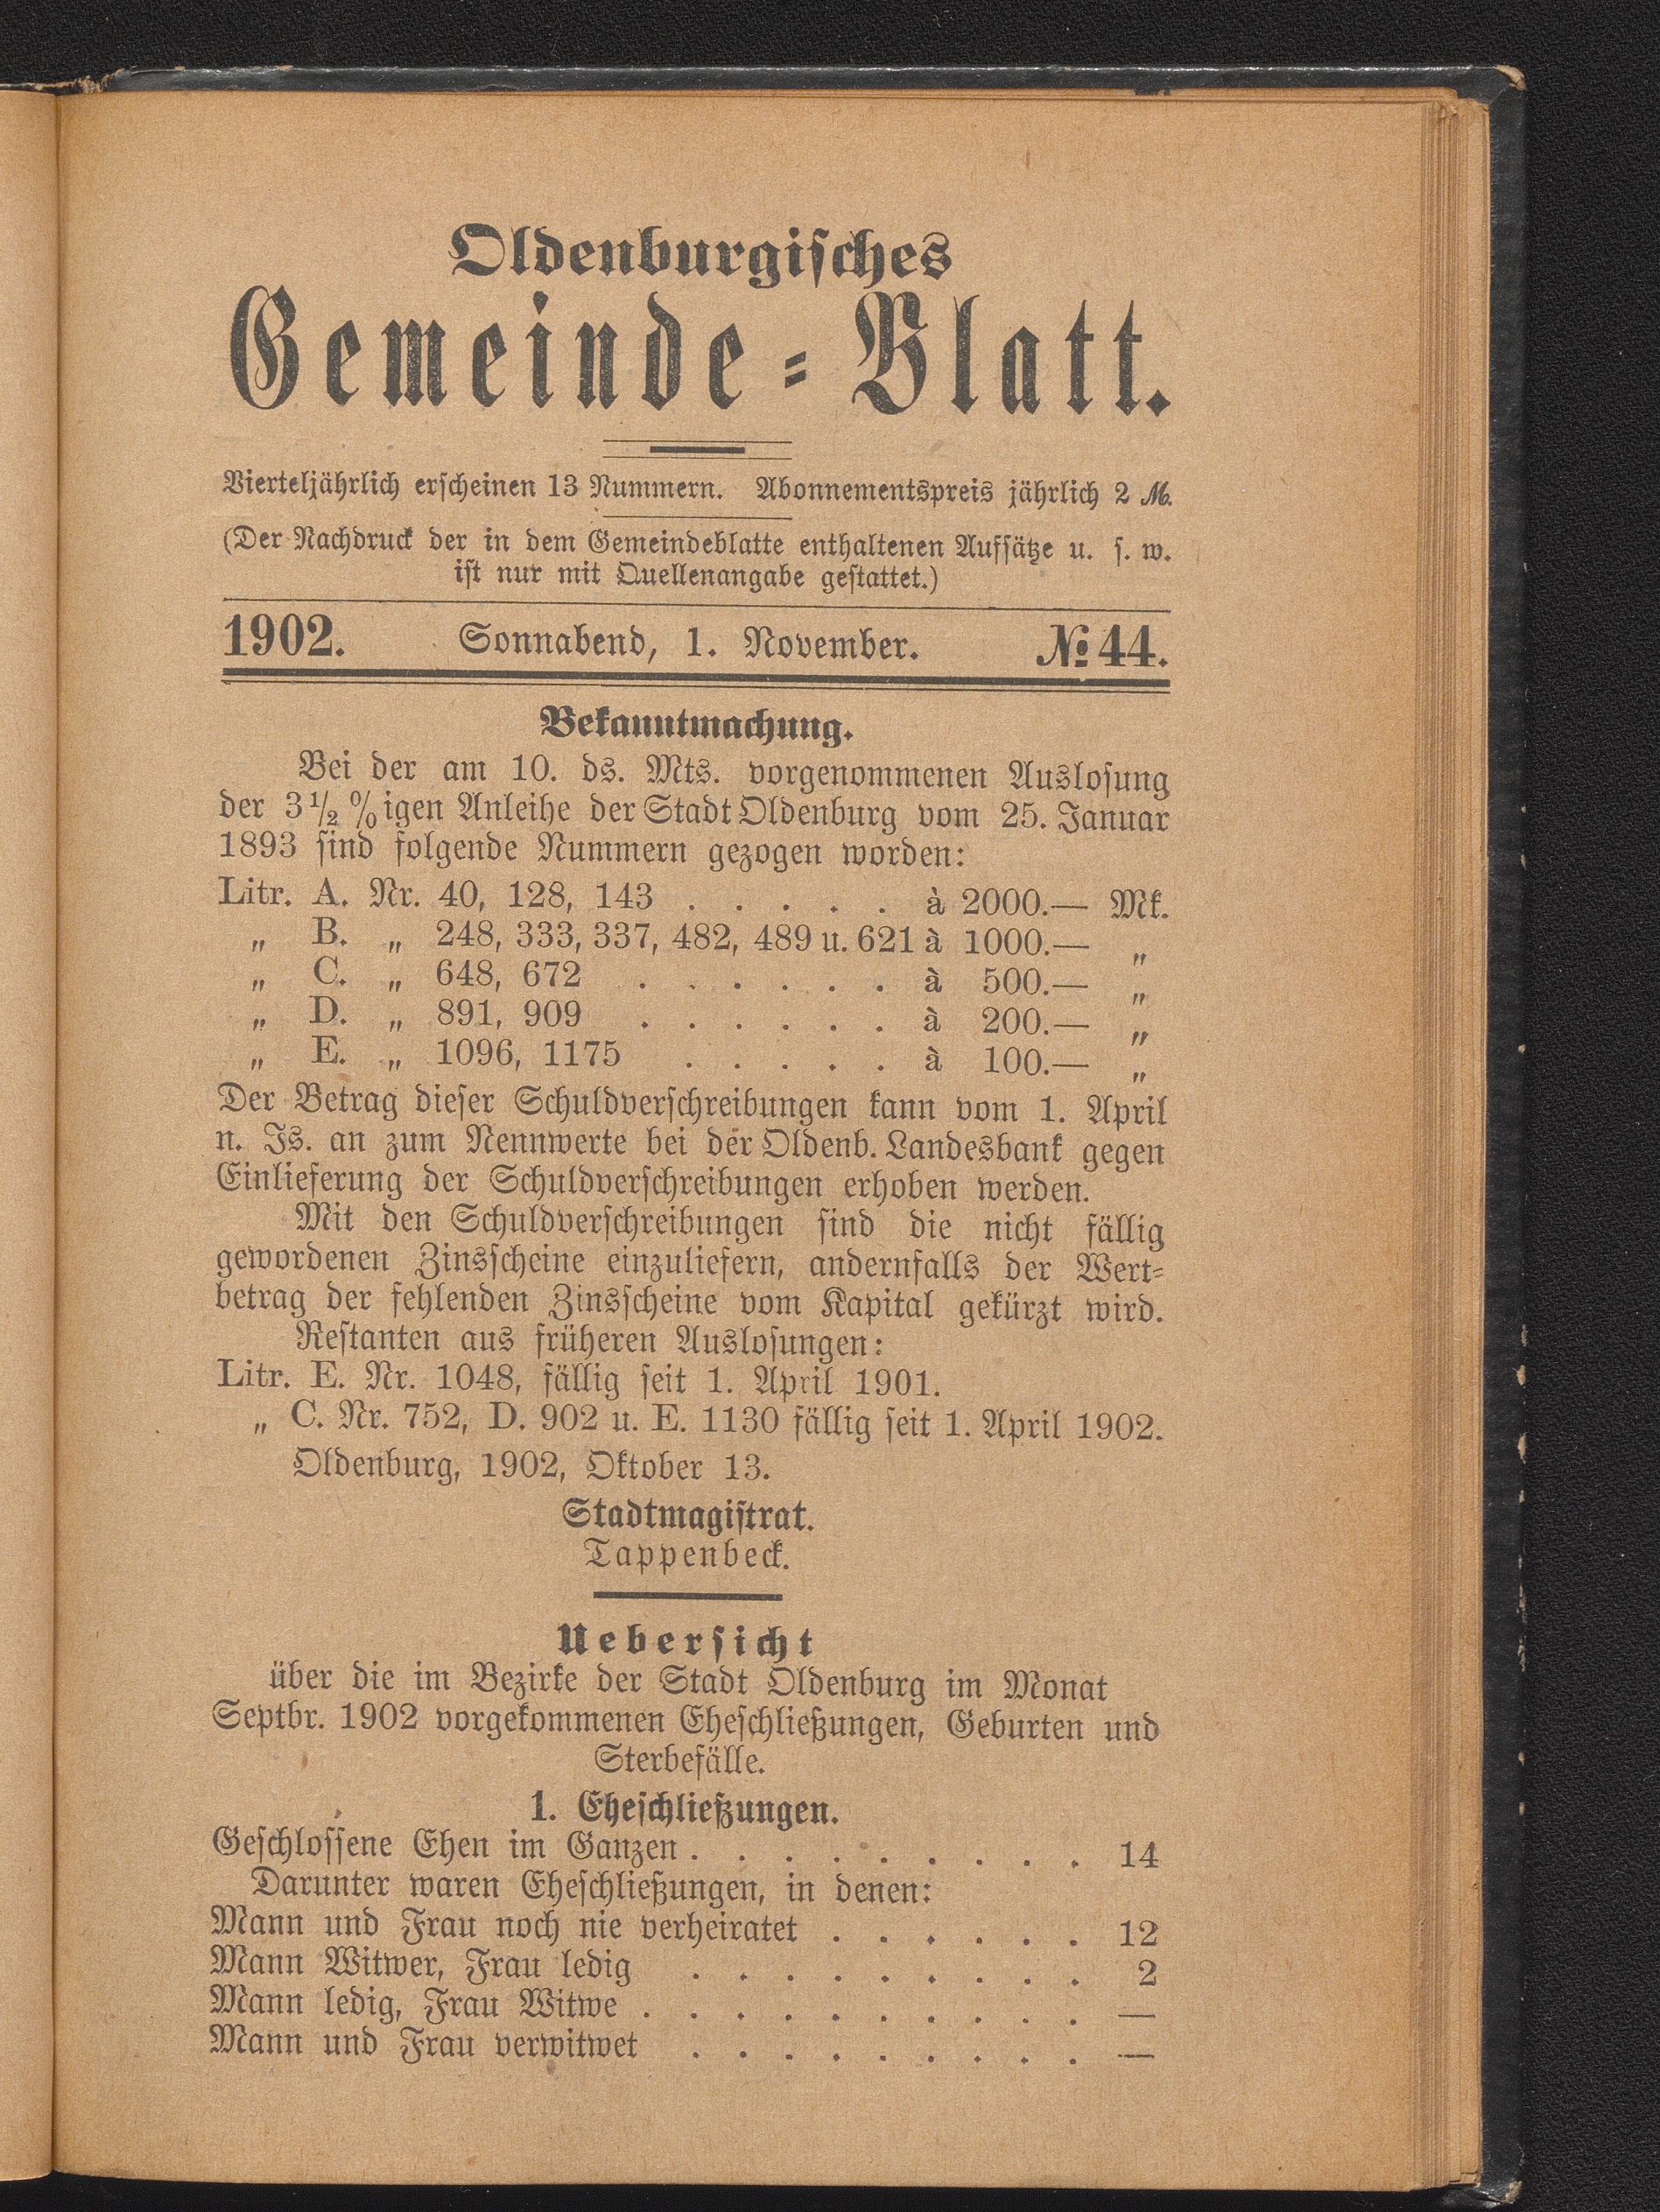 Oldenburgisches
Gemeinde-Blatt.
Vierteljährlich erscheinen 13 Nummern. Abonnementspreis jährlich 2 M.
(Der Nachdruck der in dem Gemeindeblatte enthaltenen Aufsätze u. s. w.
ist nur mit Quellenangabe gestattet.)
1902. Sonnabend, 1. November. № 44.
Bekanntmachung.
Bei der am 10. ds. Mts. vorgenommenen Auslosung
der 3 1/2 %igen Anleihe der Stadt Oldenburg vom 25. Januar
1893 sind folgende Nummern gezogen worden:
Litr. A. Nr. 40, 128, 143 . . . . . à 2000.— Mk.
„ B. „ 248, 333, 337, 482, 489 u. 621 à 1000.— „
„ C. „ 648, 672 . . . . . . à 500.— „
„ D. „ 891, 909 . . . . . . à 200.— „
„ E. „ 1096, 1175 . . . . . à 100.— „
Der Betrag dieser Schuldverschreibungen kann vom 1. April
n. Js. an zum Nennwerte bei der Oldenb. Landesbank gegen
Einlieferung der Schuldverschreibungen erhoben werden.
Mit den Schuldverschreibungen sind die nicht fällig
gewordenen Zinsscheine einzuliefern, andernfalls der Wert-
betrag der fehlenden Zinsscheine vom Kapital gekürzt wird.
Restanten aus früheren Auslosungen:
Litr. E. Nr. 1048, fällig seit 1. April 1901.
„ C. Nr. 752, D. 902 u. E. 1130 fällig seit 1. April 1902.
Oldenburg, 1902, Oktober 13.
Stadtmagistrat.
Tappenbeck.
Uebersicht
über die im Bezirke der Stadt Oldenburg im Monat
Septbr. 1902 vorgekommenen Eheschließungen, Geburten und
Sterbefälle.
1. Eheschließungen.
Geschlossene Ehen im Ganzen . . . . . . . . . 14
Darunter waren Eheschließungen, in denen:
Mann und Frau noch nie verheiratet . . . . . . 12
Mann Witwer, Frau ledig . . . . . . . . . 2
Mann ledig, Frau Witwe . . . . . . . . . . —
Mann und Frau verwitwet . . . . . . . . . —